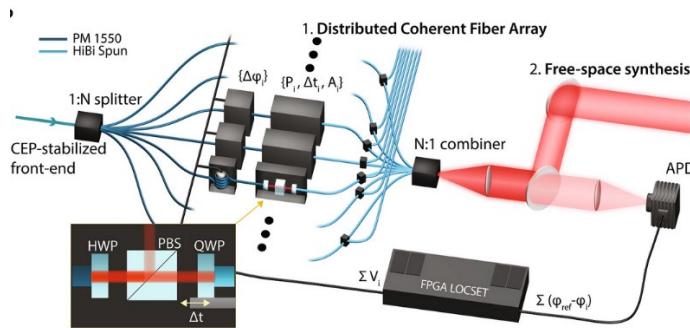 PM 1550
HiBi Spun
1. Distributed Coherent Fiber Array
{Δφᵢ}
{Pᵢ, Δtᵢ, Aᵢ}
2. Free-space synthesis
1:N splitter
CEP-stabilized
front-end
N:1 combiner
APD
HWP
PBS
QWP
Δt
Σ Vᵢ
FPGA LOCSET
Σ (φref-φᵢ)